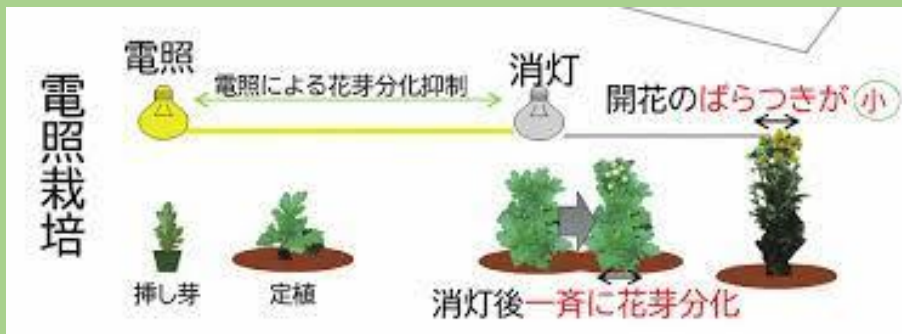 電照栽培
電照
電照による花芽分化抑制
消灯
開花のばらつきが小
挿し芽
定植
消灯後一斉に花芽分化